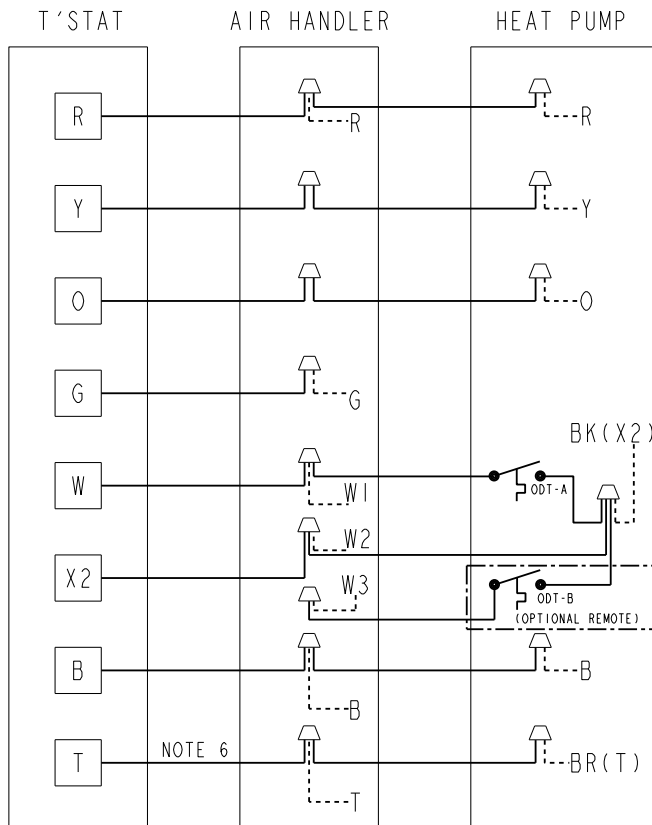 T'STAT AIR HANDLER HEAT PUMP
R R R
Y Y
O O
G G
BK(X2)
W W1 ODT-A
W2
X2 W3 ODT-B
(OPTIONAL REMOTE)
B B B
T NOTE 6 T BR(T)